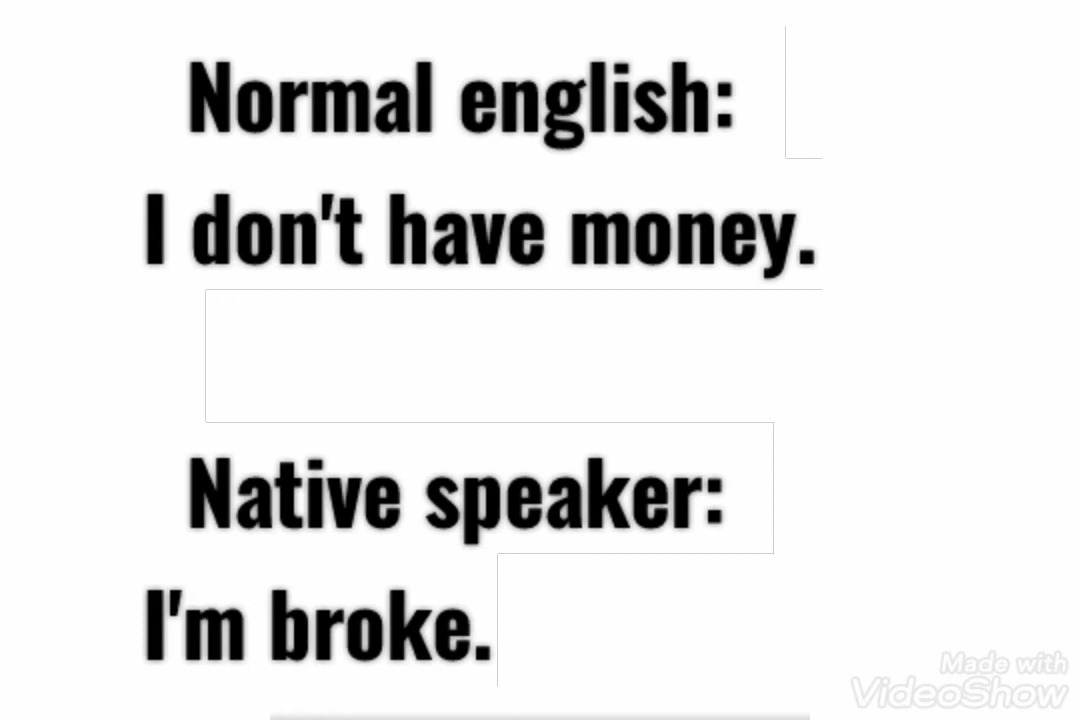 Normal english:
I don't have money.
Native speaker:
I'm broke.
Made with
VideoShow